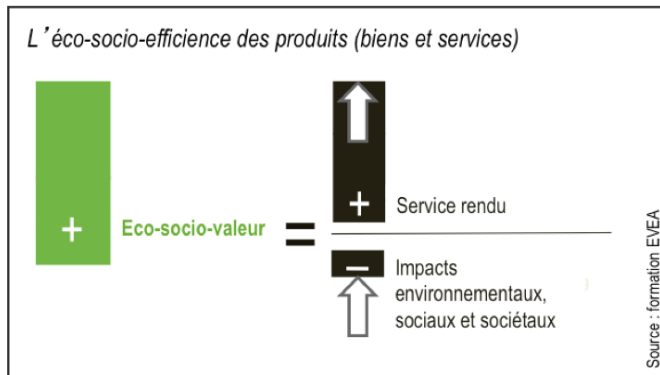 L'éco-socio-efficience des produits (biens et services)
+
Eco-socio-valeur
=
+
Service rendu
−
Impacts
environnementaux,
sociaux et sociétaux
Source : formation EVEA